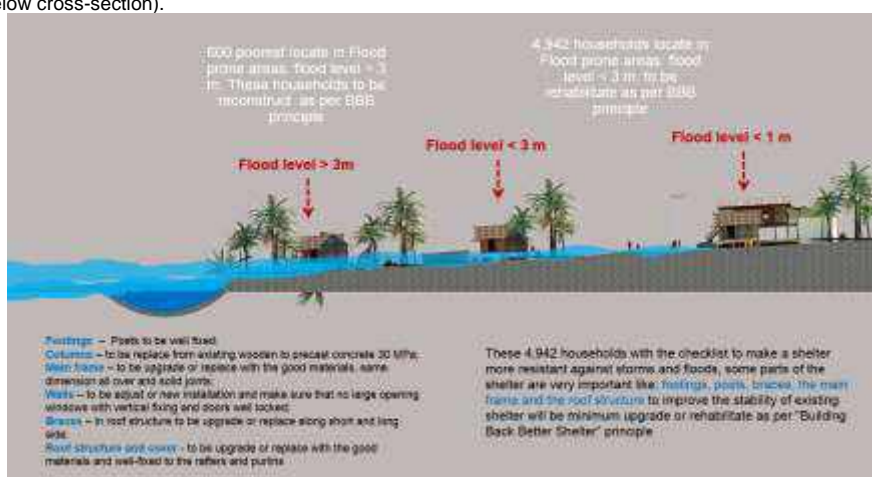 elow cross-section).
600 poorest locate in Flood
prone areas, flood level > 3
m. These households to be
reconstruct as per BBB
principle
4,942 households locate in
Flood prone areas, flood
level < 3 m, to be
rehabilitate as per BBB
principle
Flood level > 3m
Flood level < 3 m
Flood level < 1 m
Footings – Posts to be well fixed;
Columns – to be replace from existing wooden to precast concrete 30 MPa;
Main frame – to be upgrade or replace with the good materials, same
dimension all over and solid joints;
Walls – to be adjust or new installation and make sure that no large opening
windows with vertical fixing and doors well locked;
Braces – in roof structure to be upgrade or replace along short and long
side.
Roof structure and cover - to be upgrade or replace with the good
materials and well-fixed to the rafters and purlins
These 4,942 households with the checklist to make a shelter
more resistant against storms and floods, some parts of the
shelter are very important like: footings, posts, braces, the main
frame and the roof structure to improve the stability of existing
shelter will be minimum upgrade or rehabilitate as per "Building
Back Better Shelter" principle